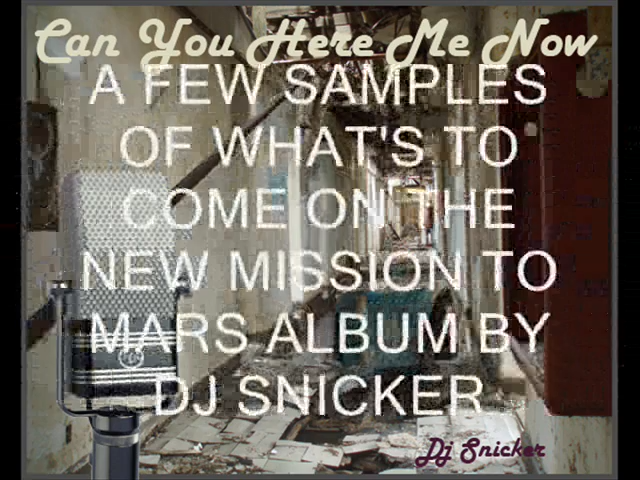 Can You Here Me Now
A FEW SAMPLES
OF WHAT'S TO
COME ON THE
NEW MISSION TO
MARS ALBUM BY
DJ SNICKER
Dj Snicker